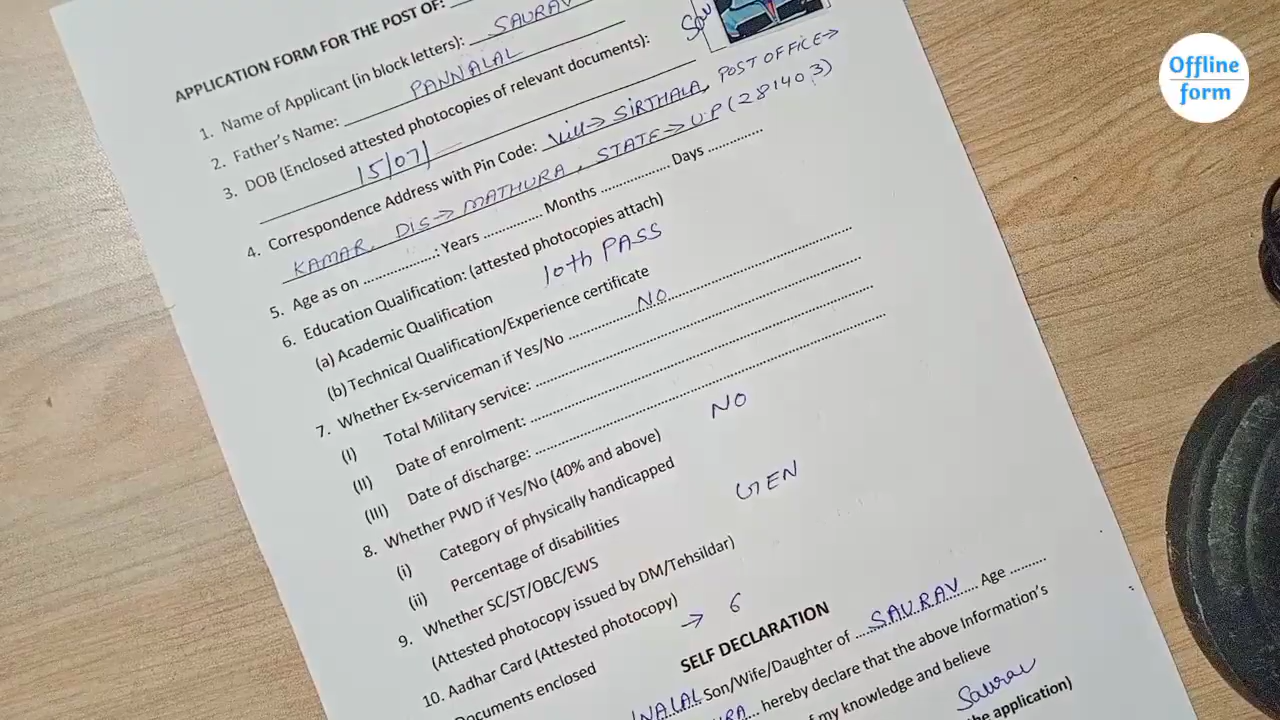 APPLICATION FORM FOR THE POST OF:
1. Name of Applicant (in block letters): SAURAV
2. Father's Name: PANNALAL
3. DOB (Enclosed attested photocopies of relevant documents):
15/07/
4. Correspondence Address with Pin Code: Vill→ SIRTHALA, POST OFFICE→
KAMAR, DIS→ MATHURA, STATE→ U.P (281403)
5. Age as on ................: Years ............. Months ............... Days ............
6. Education Qualification: (attested photocopies attach)
(a) Academic Qualification 10th PASS
(b) Technical Qualification/Experience certificate
7. Whether Ex-serviceman if Yes/No ................NO................
(I) Total Military service: ................
(II) Date of enrolment: ................
(III) Date of discharge: ................
8. Whether PWD if Yes/No (40% and above) NO
(i) Category of physically handicapped
(ii) Percentage of disabilities
9. Whether SC/ST/OBC/EWS GEN
(Attested photocopy issued by DM/Tehsildar)
10. Aadhar Card (Attested photocopy)
Documents enclosed → 6
SELF DECLARATION
NALAL Son/Wife/Daughter of ...SAURAV.... Age .........
URA... hereby declare that the above Information's
of my knowledge and believe
Saurav
the application)
Sau
Offline
form